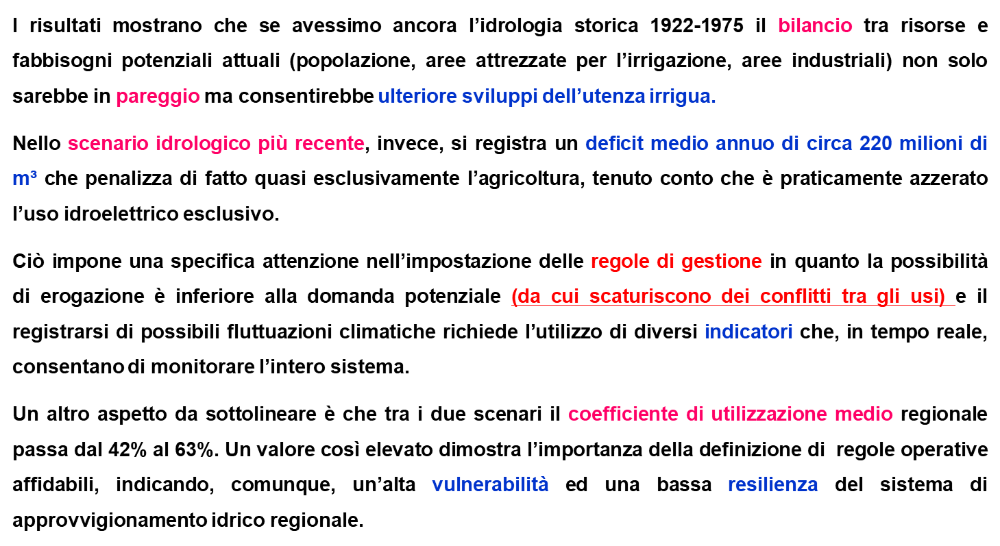 I risultati mostrano che se avessimo ancora l’idrologia storica 1922-1975 il bilancio tra risorse e
fabbisogni potenziali attuali (popolazione, aree attrezzate per l’irrigazione, aree industriali) non solo
sarebbe in pareggio ma consentirebbe ulteriore sviluppi dell’utenza irrigua.
Nello scenario idrologico più recente, invece, si registra un deficit medio annuo di circa 220 milioni di
m³ che penalizza di fatto quasi esclusivamente l’agricoltura, tenuto conto che è praticamente azzerato
l’uso idroelettrico esclusivo.
Ciò impone una specifica attenzione nell’impostazione delle regole di gestione in quanto la possibilità
di erogazione è inferiore alla domanda potenziale (da cui scaturiscono dei conflitti tra gli usi) e il
registrarsi di possibili fluttuazioni climatiche richiede l’utilizzo di diversi indicatori che, in tempo reale,
consentano di monitorare l’intero sistema.
Un altro aspetto da sottolineare è che tra i due scenari il coefficiente di utilizzazione medio regionale
passa dal 42% al 63%. Un valore così elevato dimostra l’importanza della definizione di regole operative
affidabili, indicando, comunque, un’alta vulnerabilità ed una bassa resilienza del sistema di
approvvigionamento idrico regionale.